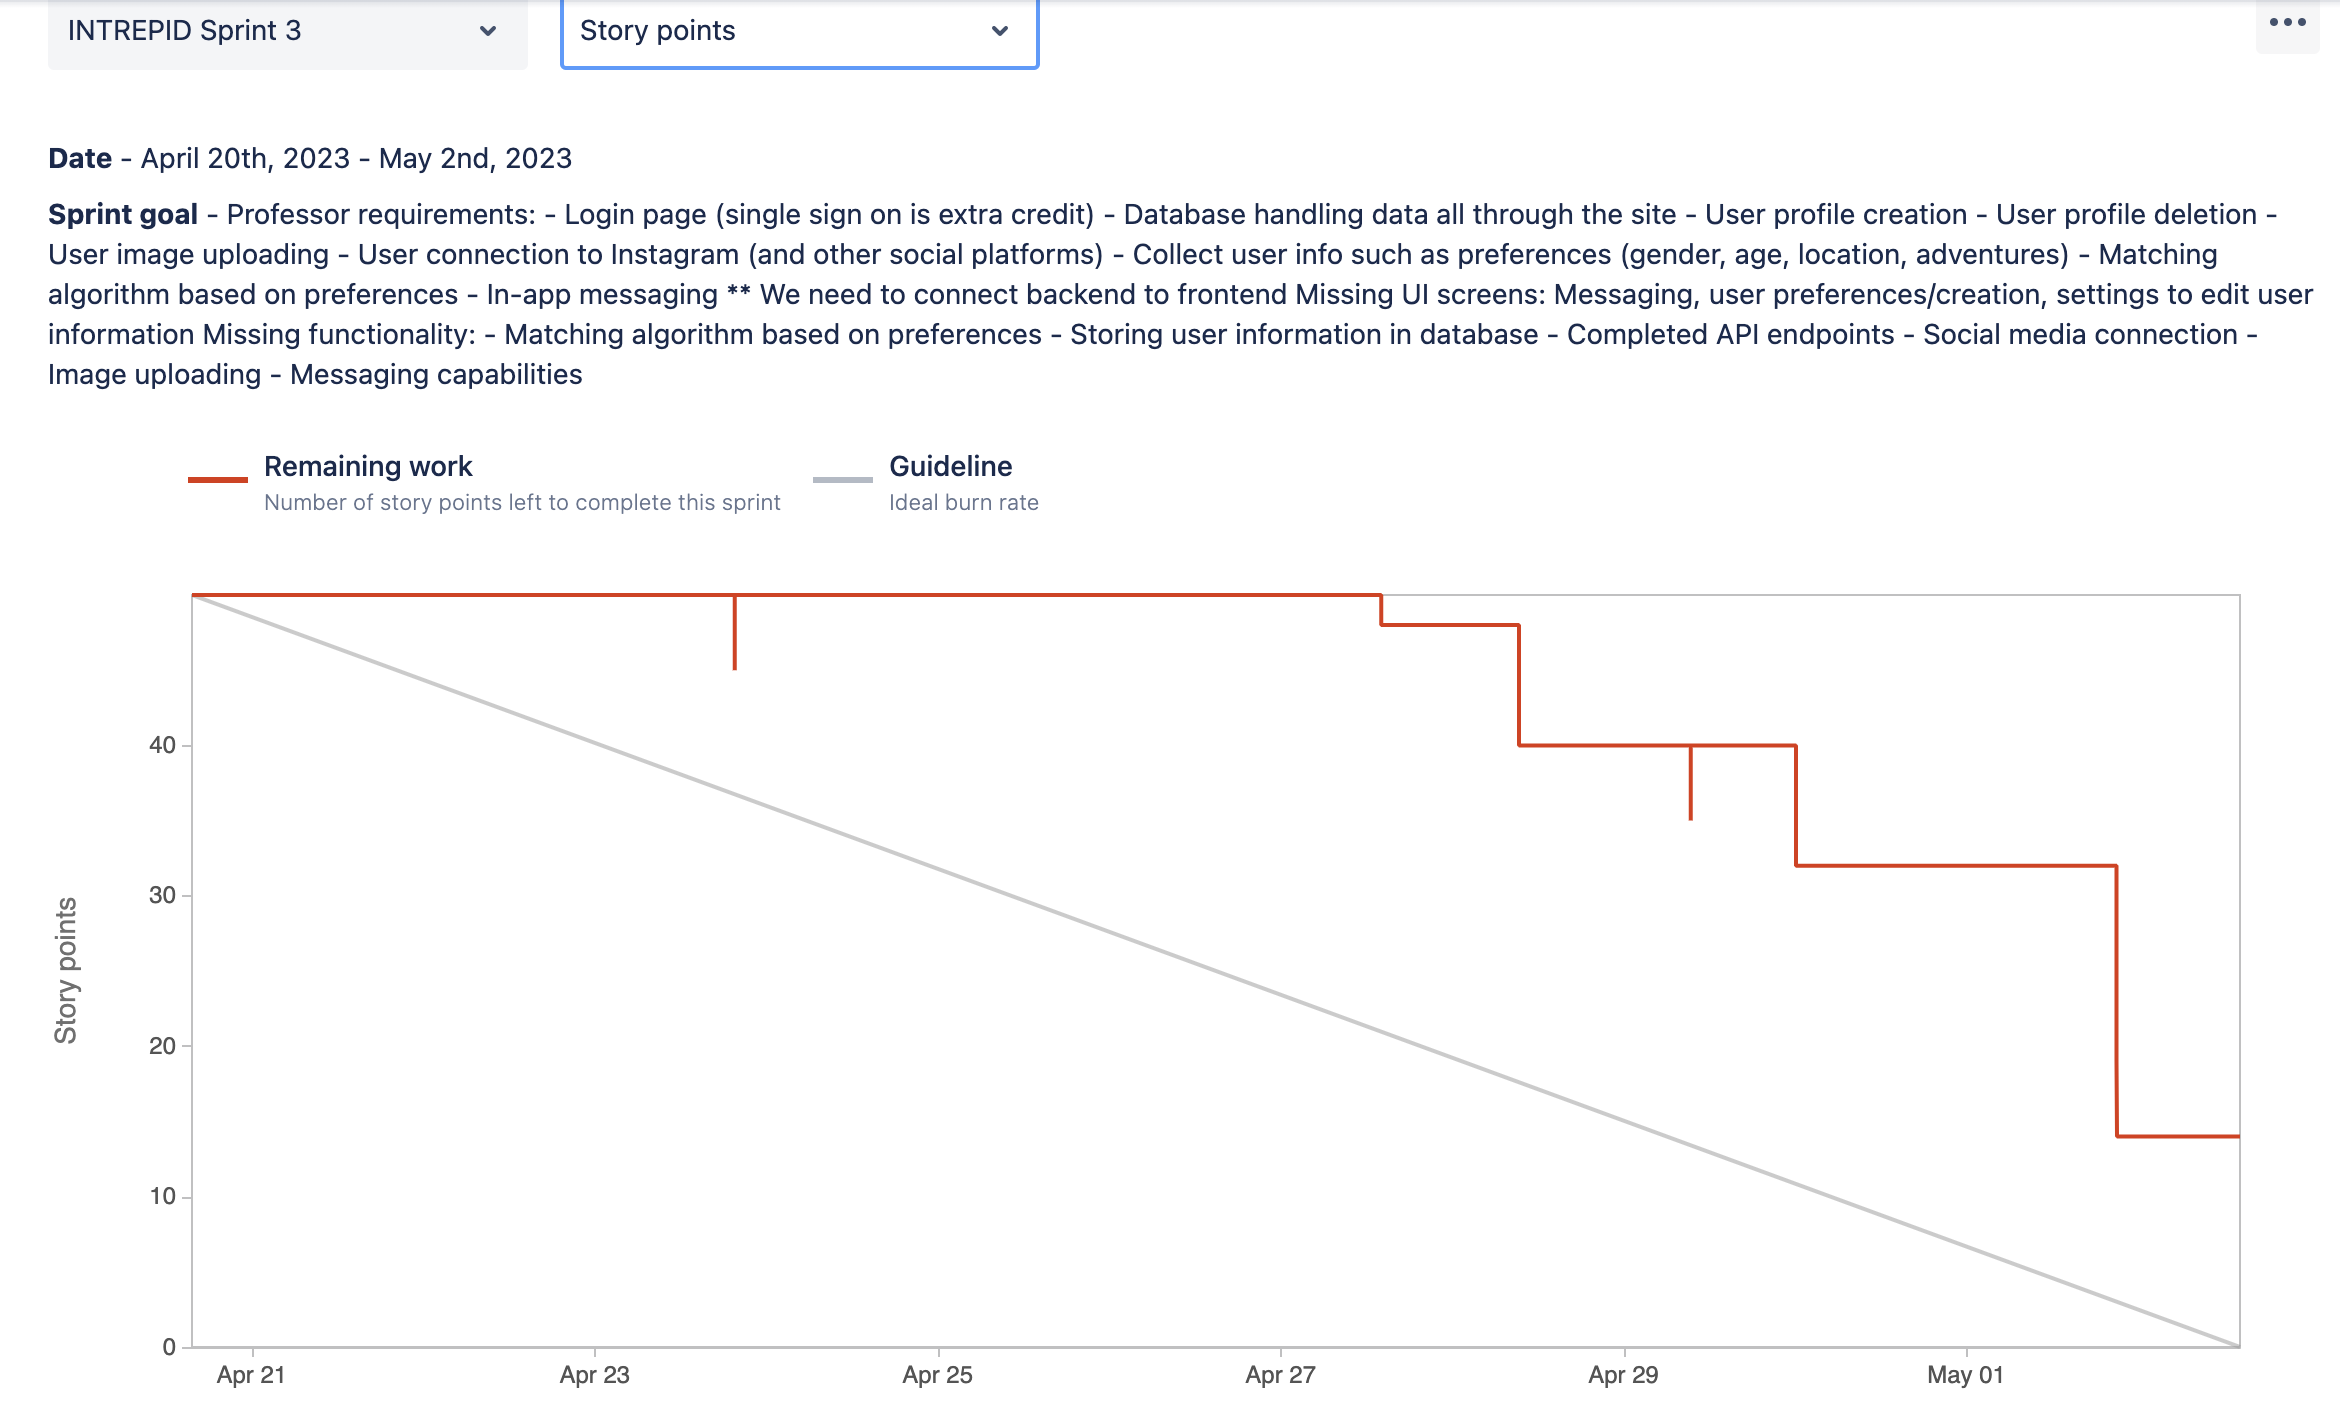 INTREPID Sprint 3
Story points
Date - April 20th, 2023 - May 2nd, 2023
Sprint goal - Professor requirements: - Login page (single sign on is extra credit) - Database handling data all through the site - User profile creation - User profile deletion -
User image uploading - User connection to Instagram (and other social platforms) - Collect user info such as preferences (gender, age, location, adventures) - Matching
algorithm based on preferences - In-app messaging ** We need to connect backend to frontend Missing UI screens: Messaging, user preferences/creation, settings to edit user
information Missing functionality: - Matching algorithm based on preferences - Storing user information in database - Completed API endpoints - Social media connection -
Image uploading - Messaging capabilities
Remaining work
Number of story points left to complete this sprint
Guideline
Ideal burn rate
Story points
40
30
20
10
0
Apr 21
Apr 23
Apr 25
Apr 27
Apr 29
May 01